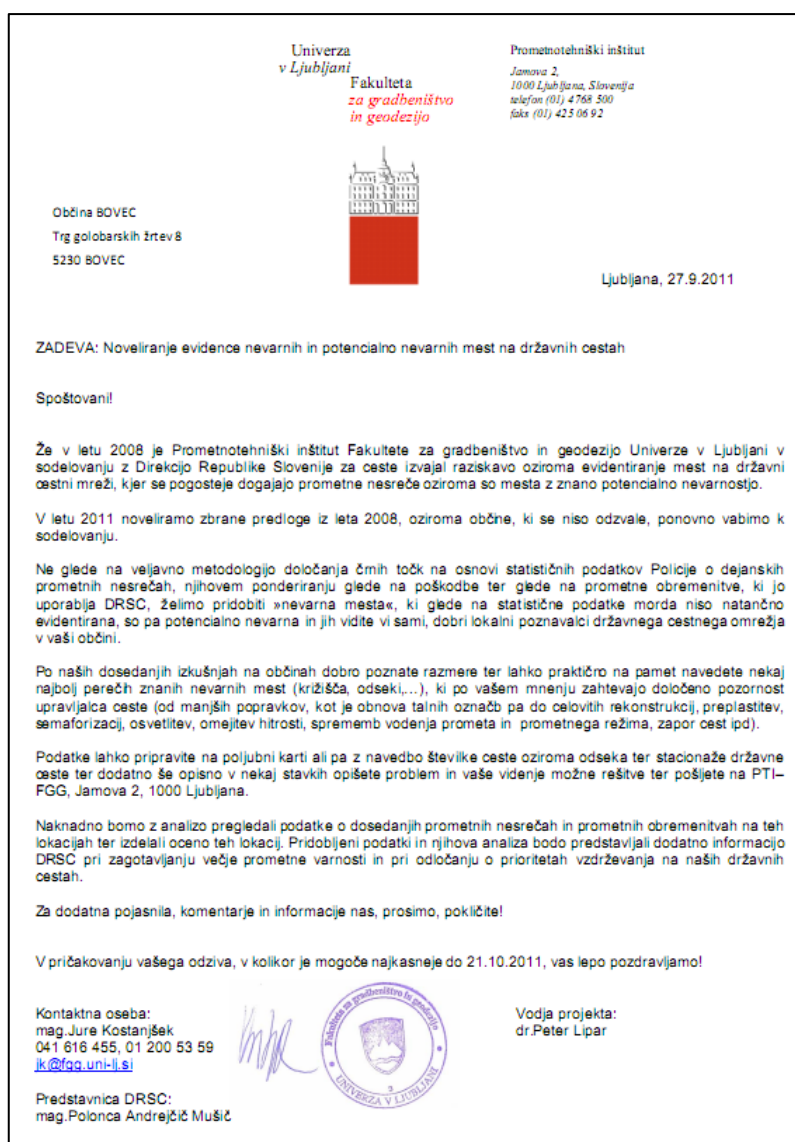 Univerza
v Ljubljani
Fakulteta
za gradbeništvo
in geodezijo
Prometnotehniški inštitut
Jamova 2,
1000 Ljubljana, Slovenija
telefon (01) 4768 500
faks (01) 425 06 92
Občina BOVEC
Trg golobarskih žrtev 8
5230 BOVEC
Ljubljana, 27.9.2011
ZADEVA: Noveliranje evidence nevarnih in potencialno nevarnih mest na državnih cestah
Spoštovani!
Že v letu 2008 je Prometnotehniški inštitut Fakultete za gradbeništvo in geodezijo Univerze v Ljubljani v
sodelovanju z Direkcijo Republike Slovenije za ceste izvajal raziskavo oziroma evidentiranje mest na državni
cestni mreži, kjer se pogosteje dogajajo prometne nesreče oziroma so mesta z znano potencialno nevarnostjo.
V letu 2011 noveliramo zbrane predloge iz leta 2008, oziroma občine, ki se niso odzvale, ponovno vabimo k
sodelovanju.
Ne glede na veljavno metodologijo določanja črnih točk na osnovi statističnih podatkov Policije o dejanskih
prometnih nesrečah, njihovem ponderiranju glede na poškodbe ter glede na prometne obremenitve, ki jo
uporablja DRSC, želimo pridobiti »nevarna mesta«, ki glede na statistične podatke morda niso natančno
evidentirana, so pa potencialno nevarna in jih vidite vi sami, dobri lokalni poznavalci državnega cestnega omrežja
v vaši občini.
Po naših dosedanjih izkušnjah na občinah dobro poznate razmere ter lahko praktično na pamet navedete nekaj
najbolj perečih znanih nevarnih mest (križišča, odseki,...), ki po vašem mnenju zahtevajo določeno pozornost
upravljalca ceste (od manjših popravkov, kot je obnova talnih označb pa do celovitih rekonstrukcij, preplastitev,
semaforizacij, osvetlitev, omejitev hitrosti, sprememb vodenja prometa in prometnega režima, zapor cest ipd).
Podatke lahko pripravite na poljubni karti ali pa z navedbo številke ceste oziroma odseka ter stacionaže državne
ceste ter dodatno še opisno v nekaj stavkih opišete problem in vaše videnje možne rešitve ter pošljete na PTI–
FGG, Jamova 2, 1000 Ljubljana.
Naknadno bomo z analizo pregledali podatke o dosedanjih prometnih nesrečah in prometnih obremenitvah na teh
lokacijah ter izdelali oceno teh lokacij. Pridobljeni podatki in njihova analiza bodo predstavljali dodatno informacijo
DRSC pri zagotavljanju večje prometne varnosti in pri odločanju o prioritetah vzdrževanja na naših državnih
cestah.
Za dodatna pojasnila, komentarje in informacije nas, prosimo, pokličite!
V pričakovanju vašega odziva, v kolikor je mogoče najkasneje do 21.10.2011, vas lepo pozdravljamo!
Kontaktna oseba:
mag.Jure Kostanjšek
041 616 455, 01 200 53 59
jk@fgg.uni-lj.si
Predstavnica DRSC:
mag.Polonca Andrejčič Mušič
Fakulteta za gradbeništvo in geodezijo
3
UNIVERZA V LJUBLJANI
Vodja projekta:
dr.Peter Lipar